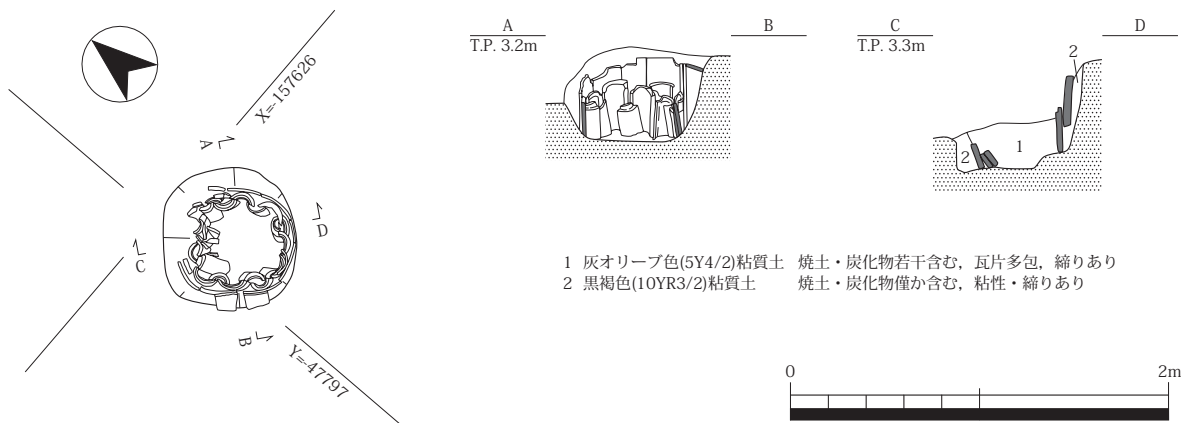 X=-157626
A
D
C
B
Y=-47797
A B
T.P. 3.2m
C D
T.P. 3.3m
2
1
2
1 灰オリーブ色(5Y4/2)粘質土 焼土・炭化物若干含む，瓦片多包，締りあり
2 黒褐色(10YR3/2)粘質土 焼土・炭化物僅か含む，粘性・締りあり
0 2m